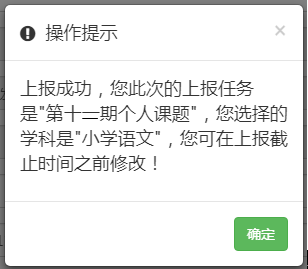 操作提示
×
上报成功，您此次的上报任务
是"第十二期个人课题"，您选择的
学科是"小学语文"，您可在上报截
止时间之前修改！
确定